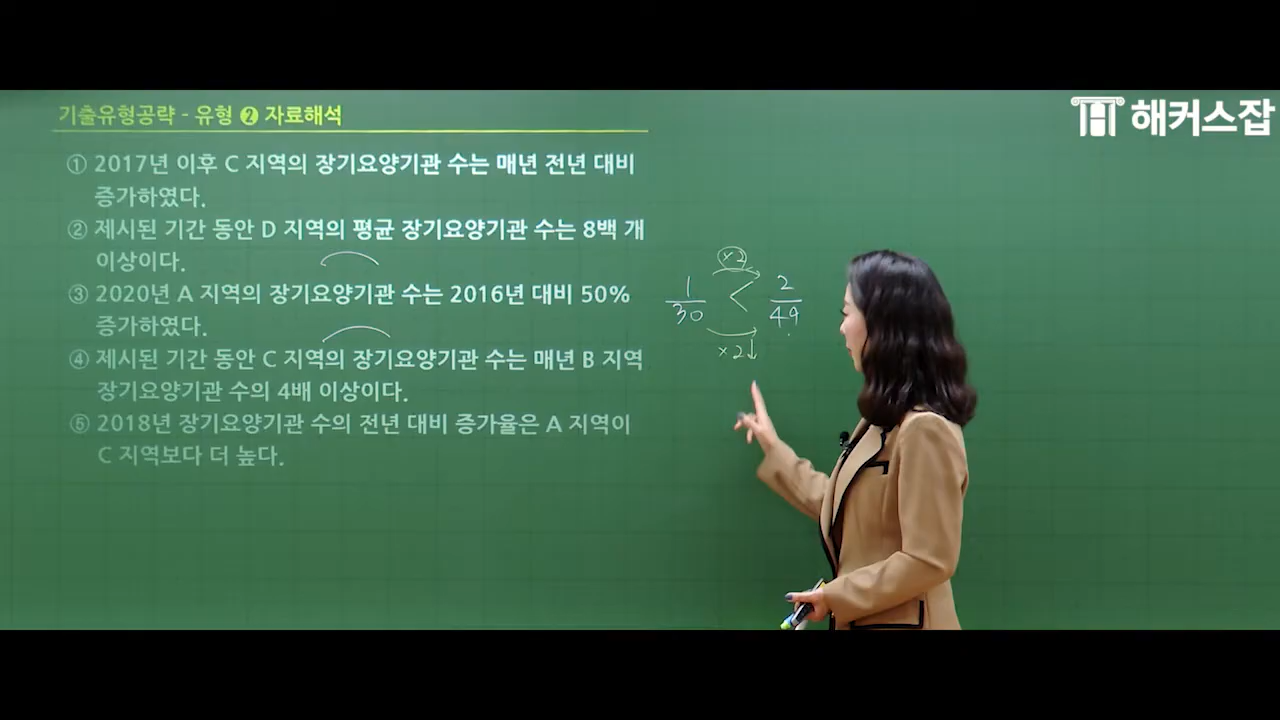 해커스잡
기출유형공략 - 유형 ❷ 자료해석
① 2017년 이후 C 지역의 장기요양기관 수는 매년 전년 대비
증가하였다.
② 제시된 기간 동안 D 지역의 평균 장기요양기관 수는 8백 개
이상이다.
③ 2020년 A 지역의 장기요양기관 수는 2016년 대비 50%
증가하였다.
④ 제시된 기간 동안 C 지역의 장기요양기관 수는 매년 B 지역
장기요양기관 수의 4배 이상이다.
⑤ 2018년 장기요양기관 수의 전년 대비 증가율은 A 지역이
C 지역보다 더 높다.
×2
1/30 < 2/49
×2↓